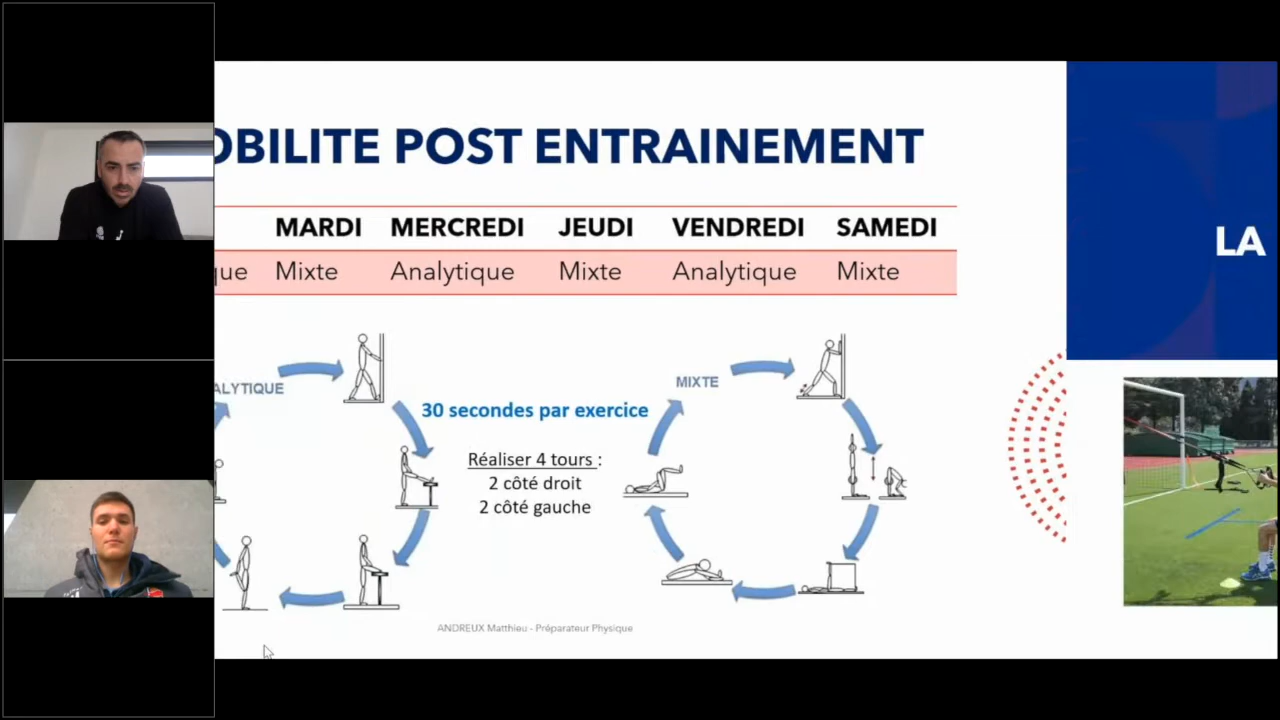 OBILITE POST ENTRAINEMENT
MARDI MERCREDI JEUDI VENDREDI SAMEDI
que Mixte Analytique Mixte Analytique Mixte
ALYTIQUE
30 secondes par exercice
Réaliser 4 tours :
2 côté droit
2 côté gauche
MIXTE
ANDREUX Matthieu - Préparateur Physique
LA